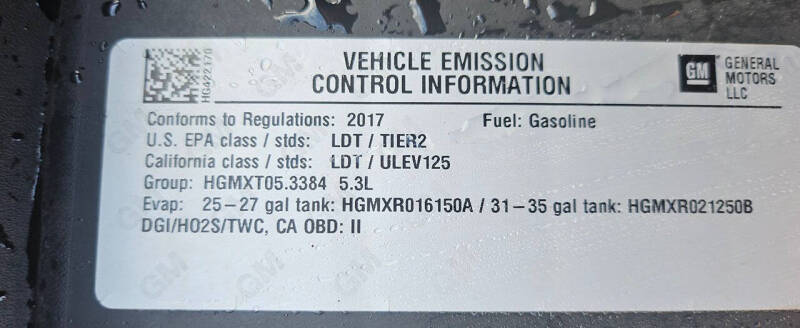 VEHICLE EMISSION
CONTROL INFORMATION
GM
GENERAL
MOTORS
LLC
HG422170
Conforms to Regulations: 2017 Fuel: Gasoline
U.S. EPA class / stds: LDT / TIER2
California class / stds: LDT / ULEV125
Group: HGMXT05.3384 5.3L
Evap: 25-27 gal tank: HGMXR016150A / 31-35 gal tank: HGMXR021250B
DGI/HO2S/TWC, CA OBD: II